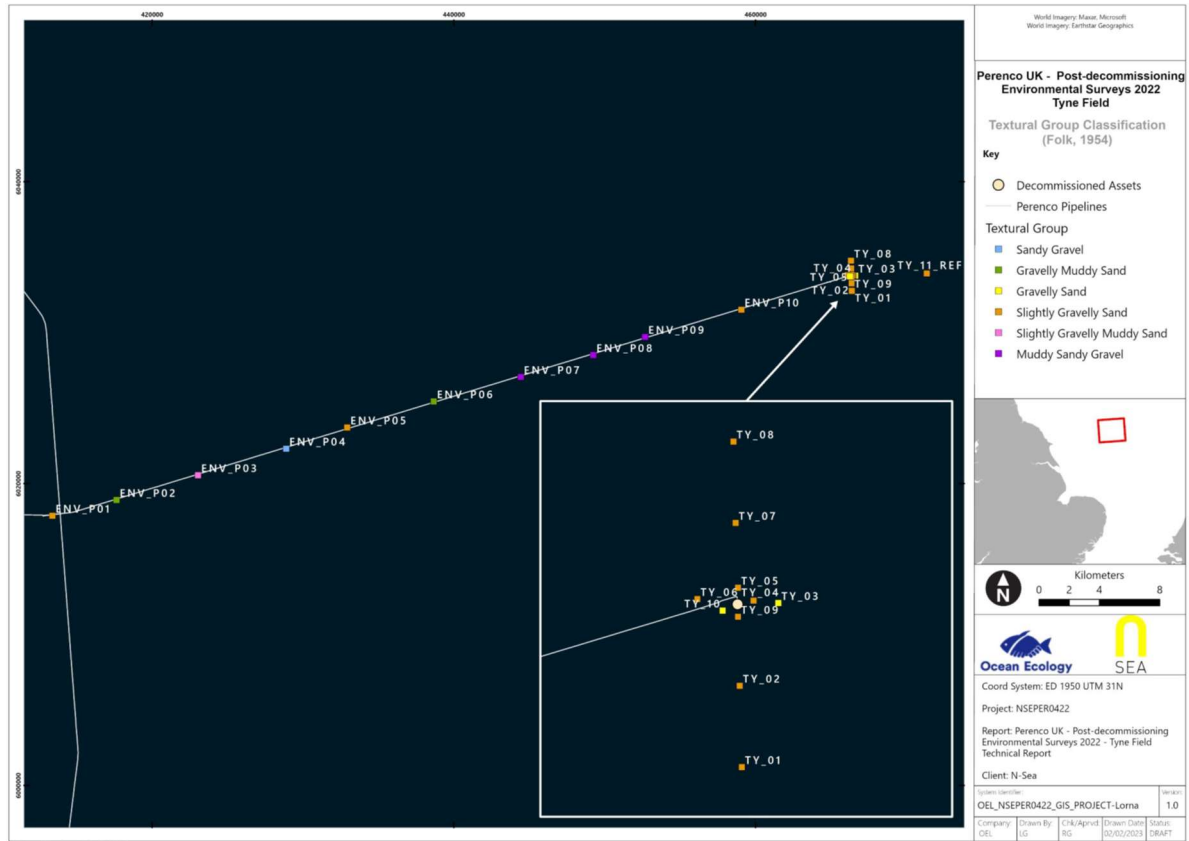 420000
440000
460000
6040000
6020000
6000000
TY_08
TY_04
TY_03
TY_11_REF
TY_05
TY_09
TY_02
TY_01
ENV_P10
ENV_P09
ENV_P08
ENV_P07
ENV_P06
ENV_P05
ENV_P04
ENV_P03
ENV_P02
ENV_P01
TY_08
TY_07
TY_05
TY_06
TY_04
TY_03
TY_10
TY_09
TY_02
TY_01
World Imagery: Maxar, Microsoft
World Imagery: Earthstar Geographics
Perenco UK - Post-decommissioning
Environmental Surveys 2022
Tyne Field
Textural Group Classification
(Folk, 1954)
Key
Decommissioned Assets
Perenco Pipelines
Textural Group
Sandy Gravel
Gravelly Muddy Sand
Gravelly Sand
Slightly Gravelly Sand
Slightly Gravelly Muddy Sand
Muddy Sandy Gravel
N
Kilometers
0 2 4 8
Ocean Ecology
SEA
Coord System: ED 1950 UTM 31N
Project: NSEPER0422
Report: Perenco UK - Post-decommissioning
Environmental Surveys 2022 - Tyne Field
Technical Report
Client: N-Sea
System Identifier:
Version:
OEL_NSEPER0422_GIS_PROJECT-Lorna
1.0
Company: Drawn By: Chk/Aprvd: Drawn Date: Status:
OEL LG RG 02/02/2023 DRAFT